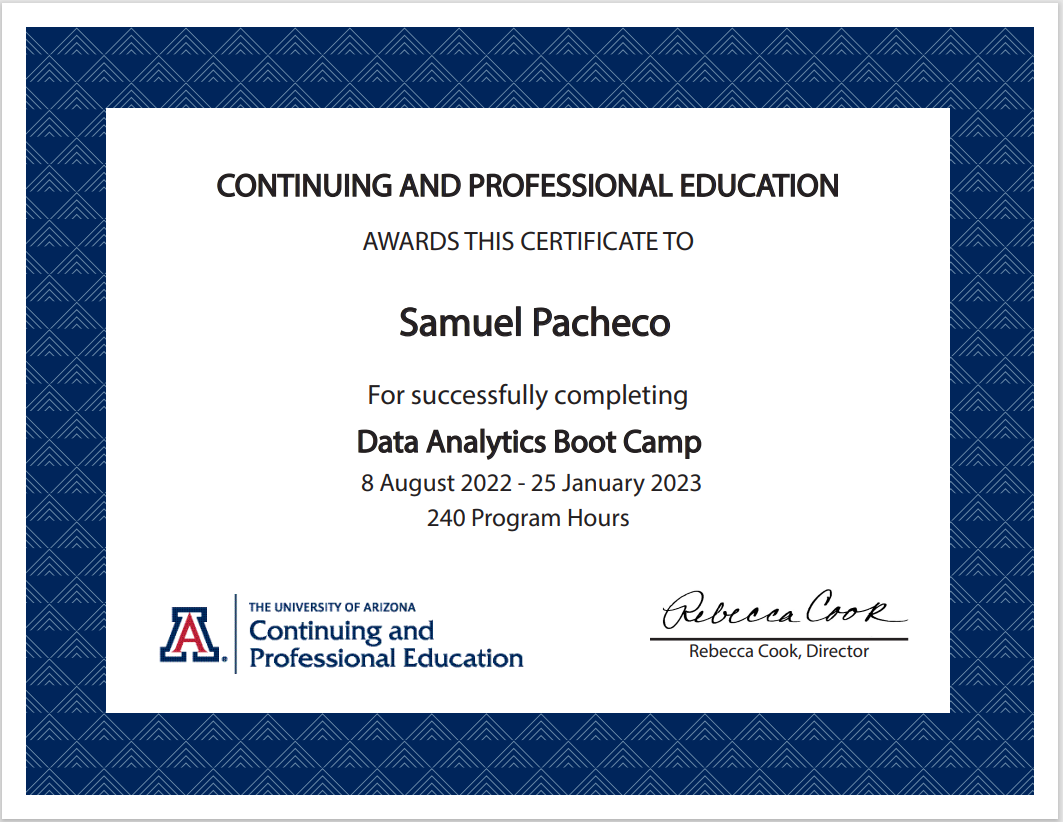 CONTINUING AND PROFESSIONAL EDUCATION
AWARDS THIS CERTIFICATE TO
Samuel Pacheco
For successfully completing
Data Analytics Boot Camp
8 August 2022 - 25 January 2023
240 Program Hours
A
THE UNIVERSITY OF ARIZONA
Continuing and
Professional Education
Rebecca Cook
Rebecca Cook, Director